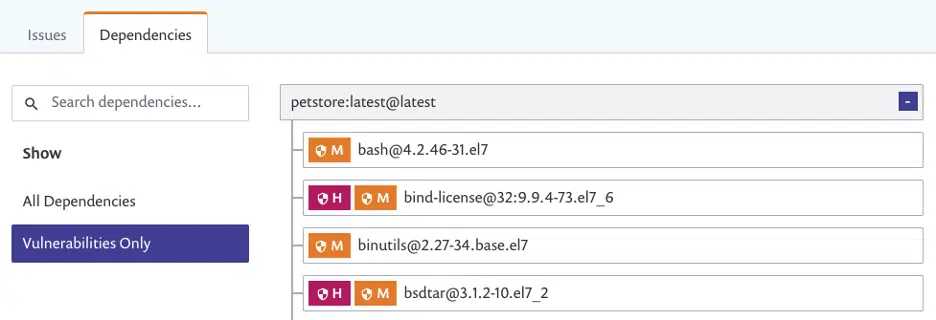 Issues
Dependencies
Search dependencies...
Show
All Dependencies
Vulnerabilities Only
petstore:latest@latest
-
M bash@4.2.46-31.el7
H M bind-license@32:9.9.4-73.el7_6
M binutils@2.27-34.base.el7
H M bsdtar@3.1.2-10.el7_2